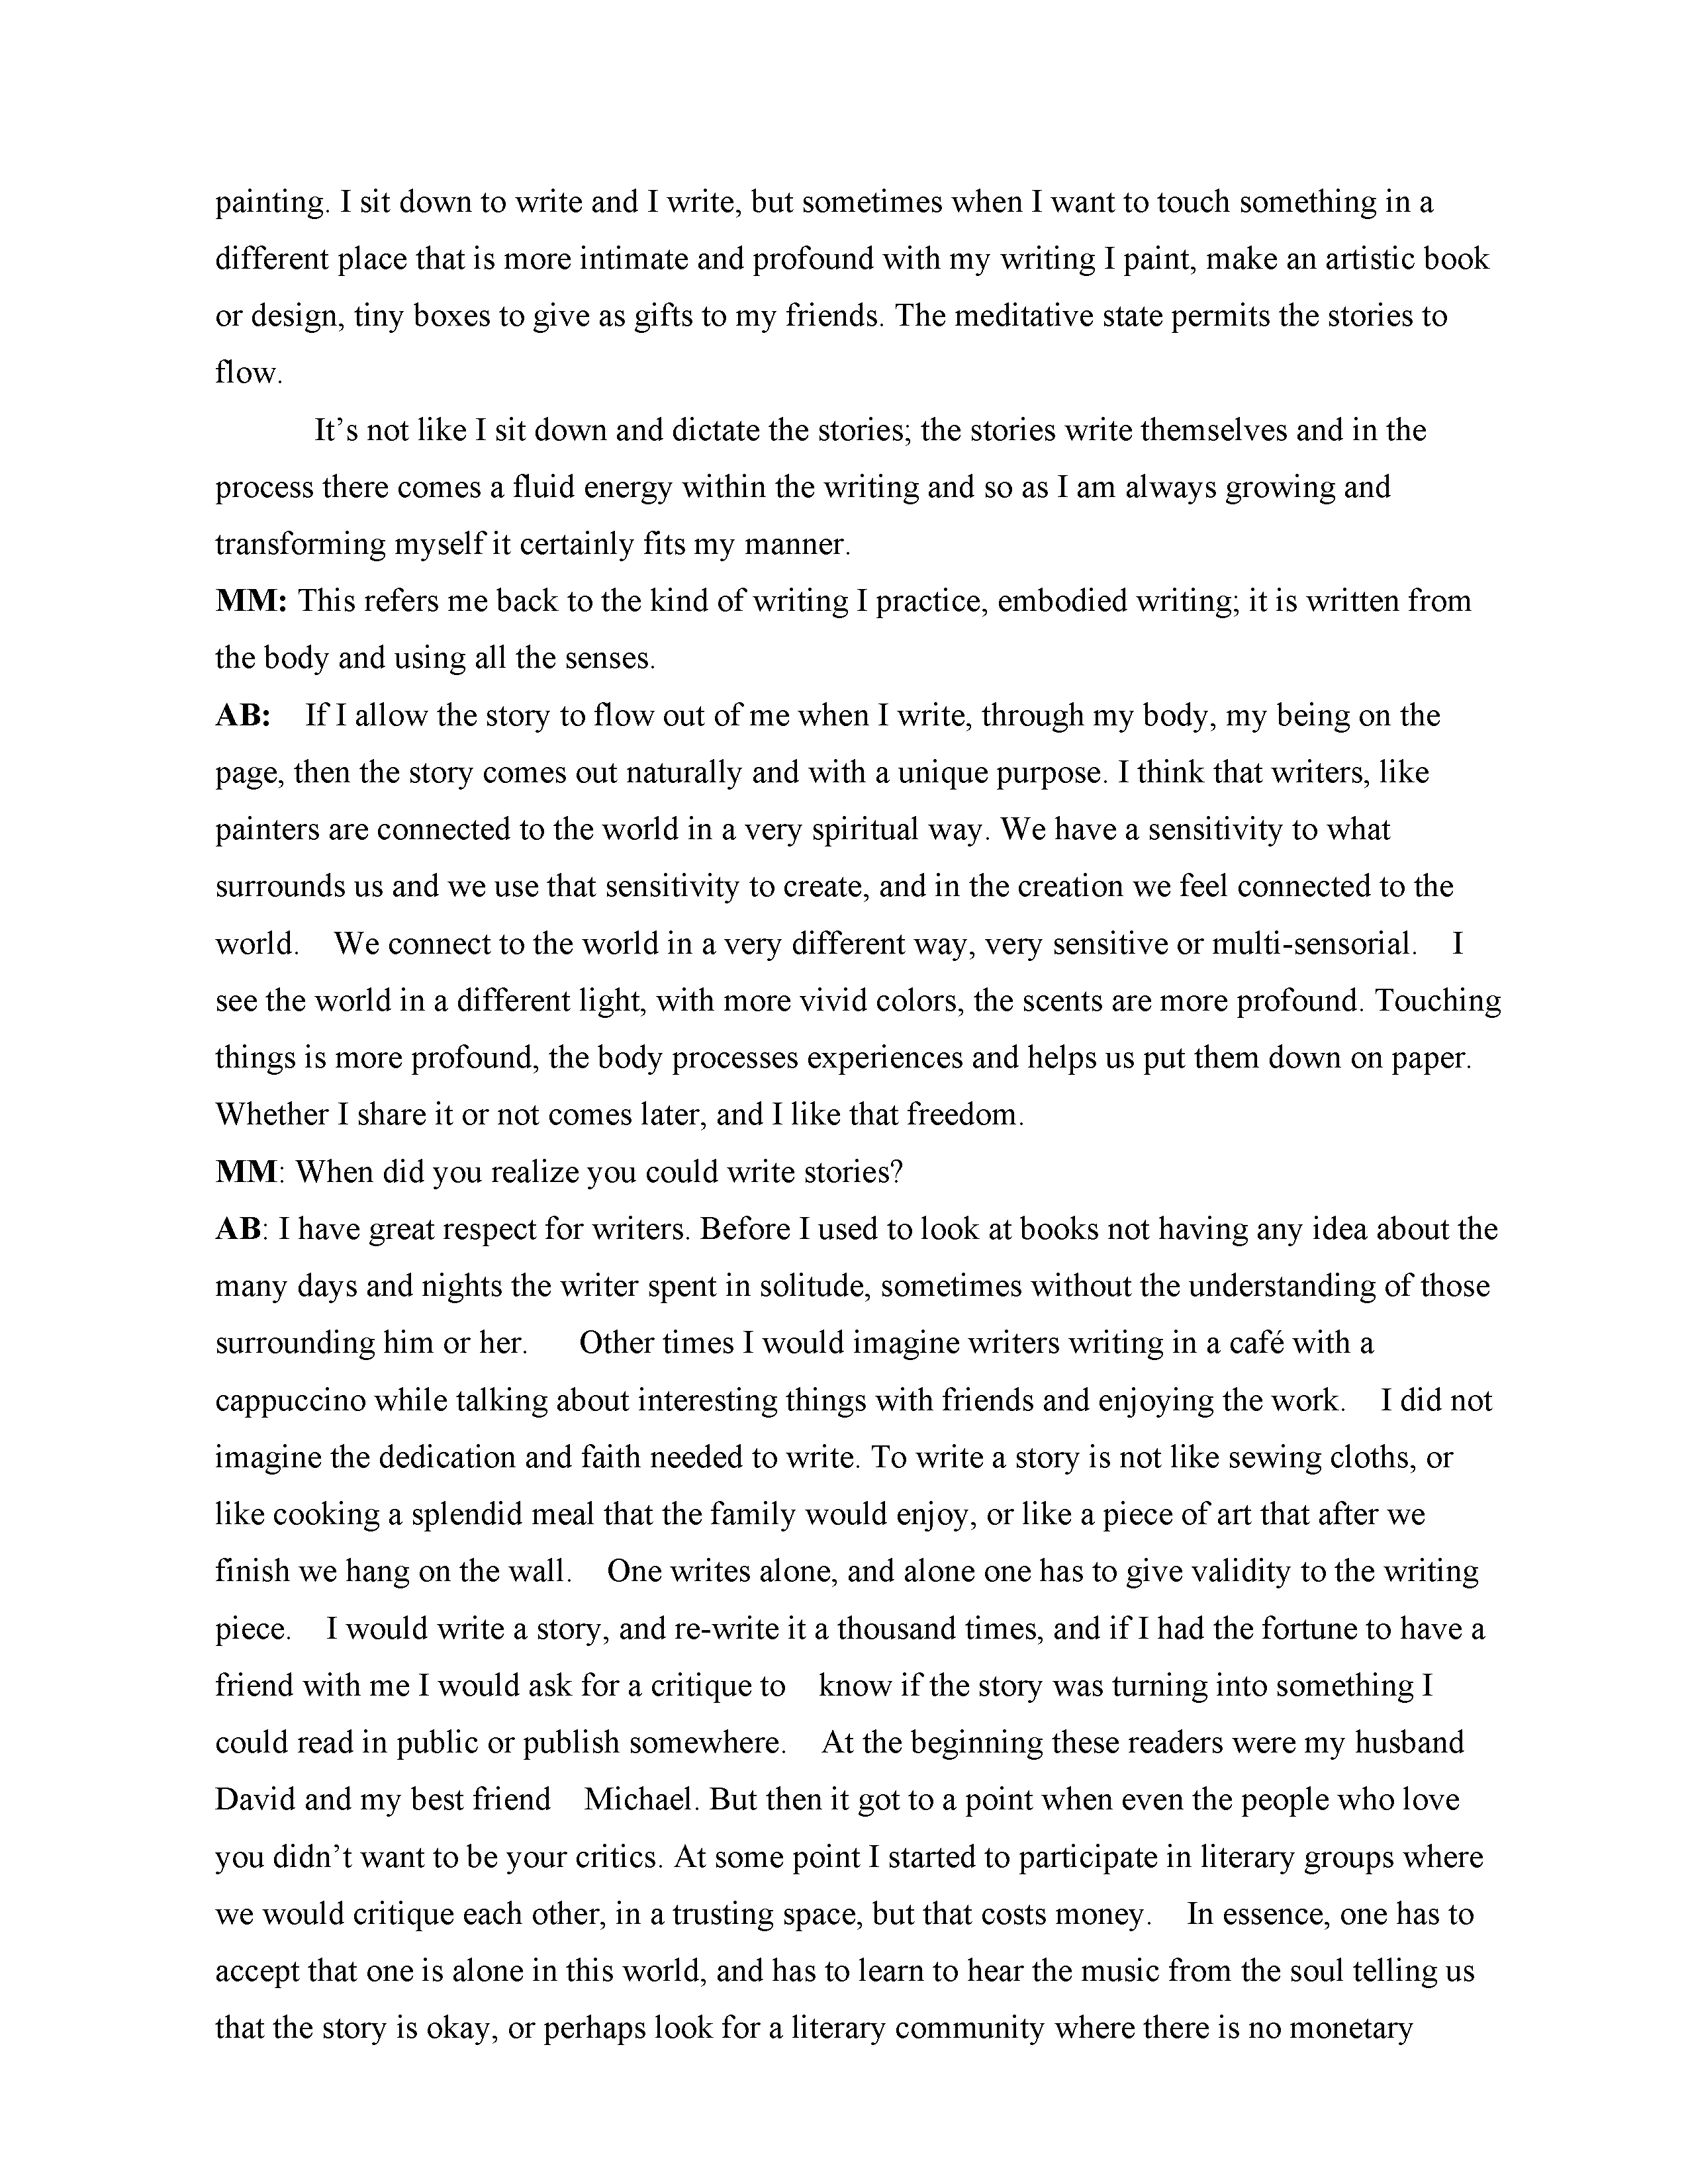 painting. I sit down to write and I write, but sometimes when I want to touch something in a
different place that is more intimate and profound with my writing I paint, make an artistic book
or design, tiny boxes to give as gifts to my friends. The meditative state permits the stories to
flow.
It’s not like I sit down and dictate the stories; the stories write themselves and in the
process there comes a fluid energy within the writing and so as I am always growing and
transforming myself it certainly fits my manner.
MM: This refers me back to the kind of writing I practice, embodied writing; it is written from
the body and using all the senses.
AB: If I allow the story to flow out of me when I write, through my body, my being on the
page, then the story comes out naturally and with a unique purpose. I think that writers, like
painters are connected to the world in a very spiritual way. We have a sensitivity to what
surrounds us and we use that sensitivity to create, and in the creation we feel connected to the
world. We connect to the world in a very different way, very sensitive or multi-sensorial. I
see the world in a different light, with more vivid colors, the scents are more profound. Touching
things is more profound, the body processes experiences and helps us put them down on paper.
Whether I share it or not comes later, and I like that freedom.
MM: When did you realize you could write stories?
AB: I have great respect for writers. Before I used to look at books not having any idea about the
many days and nights the writer spent in solitude, sometimes without the understanding of those
surrounding him or her. Other times I would imagine writers writing in a café with a
cappuccino while talking about interesting things with friends and enjoying the work. I did not
imagine the dedication and faith needed to write. To write a story is not like sewing cloths, or
like cooking a splendid meal that the family would enjoy, or like a piece of art that after we
finish we hang on the wall. One writes alone, and alone one has to give validity to the writing
piece. I would write a story, and re-write it a thousand times, and if I had the fortune to have a
friend with me I would ask for a critique to know if the story was turning into something I
could read in public or publish somewhere. At the beginning these readers were my husband
David and my best friend Michael. But then it got to a point when even the people who love
you didn’t want to be your critics. At some point I started to participate in literary groups where
we would critique each other, in a trusting space, but that costs money. In essence, one has to
accept that one is alone in this world, and has to learn to hear the music from the soul telling us
that the story is okay, or perhaps look for a literary community where there is no monetary